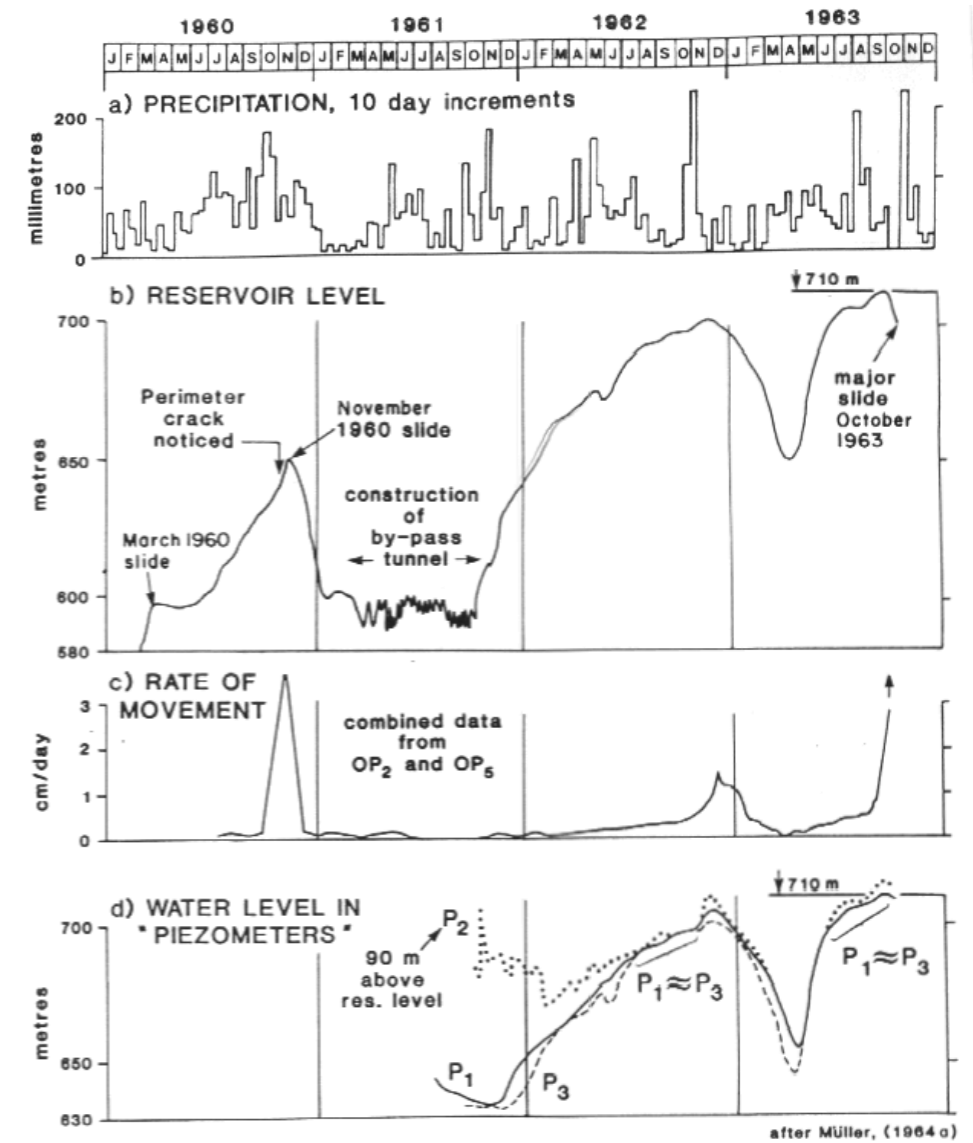 1960 1961 1962 1963
J F M A M J J A S O N D J F M A M J J A S O N D J F M A M J J A S O N D J F M A M J J A S O N D
a) PRECIPITATION, 10 day increments
200
100
0
millimetres
b) RESERVOIR LEVEL
710 m
700
650
600
580
metres
Perimeter
crack
noticed
November
1960 slide
March 1960
slide
construction
of
by-pass
tunnel
major
slide
October
1963
c) RATE OF
MOVEMENT
3
2
1
0
cm/day
combined data
from
OP2 and OP5
d) WATER LEVEL IN
"PIEZOMETERS"
710 m
700
650
630
metres
P2
90 m
above
res. level
P1
P3
P1≈P3
P1≈P3
after Müller, (1964a)